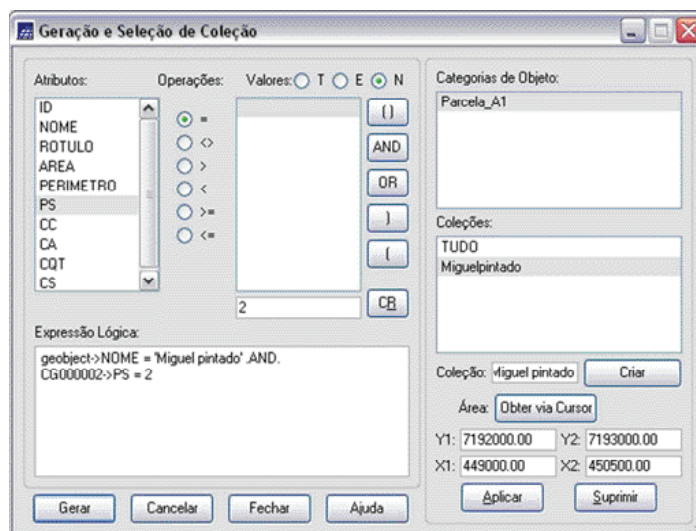 Geração e Seleção de Coleção
Atributos:
Operações:
Valores: T E N
ID
NOME
ROTULO
AREA
PERIMETRO
PS
CC
CA
CQT
CS
=
<>
>
<
>=
<=
2
()
AND
OR
)
(
CR
Expressão Lógica:
geobject->NOME = 'Miguel pintado' .AND.
CG000002->PS = 2
Gerar
Cancelar
Fechar
Ajuda
Categorias de Objeto:
Parcela_A1
Coleções:
TUDO
Miguelpintado
Coleção: Miguel pintado Criar
Área: Obter via Cursor
Y1: 7192000.00 Y2: 7193000.00
X1: 449000.00 X2: 450500.00
Aplicar Suprimir